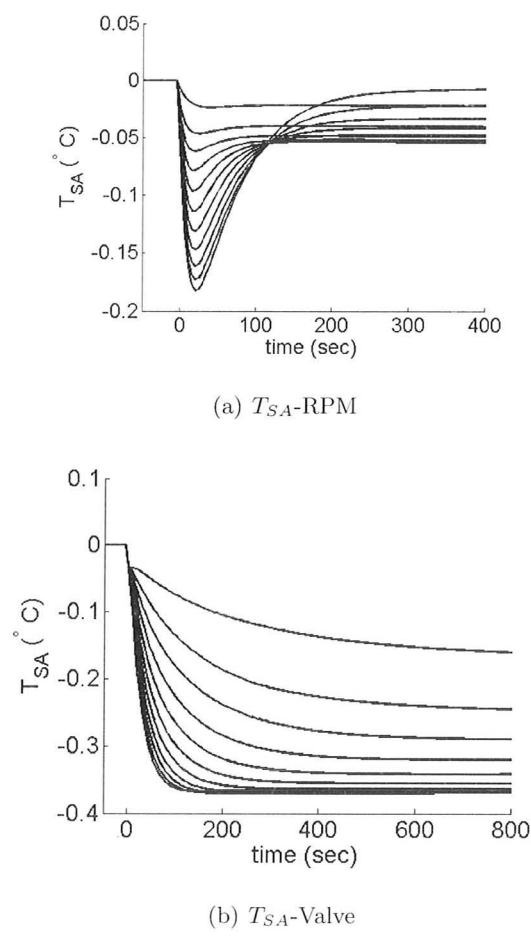 0.05
0
-0.05
-0.1
-0.15
-0.2
T_SA (° C)
0 100 200 300 400
time (sec)
(a) T_SA-RPM
0.1
0
-0.1
-0.2
-0.3
-0.4
T_SA (° C)
0 200 400 600 800
time (sec)
(b) T_SA-Valve